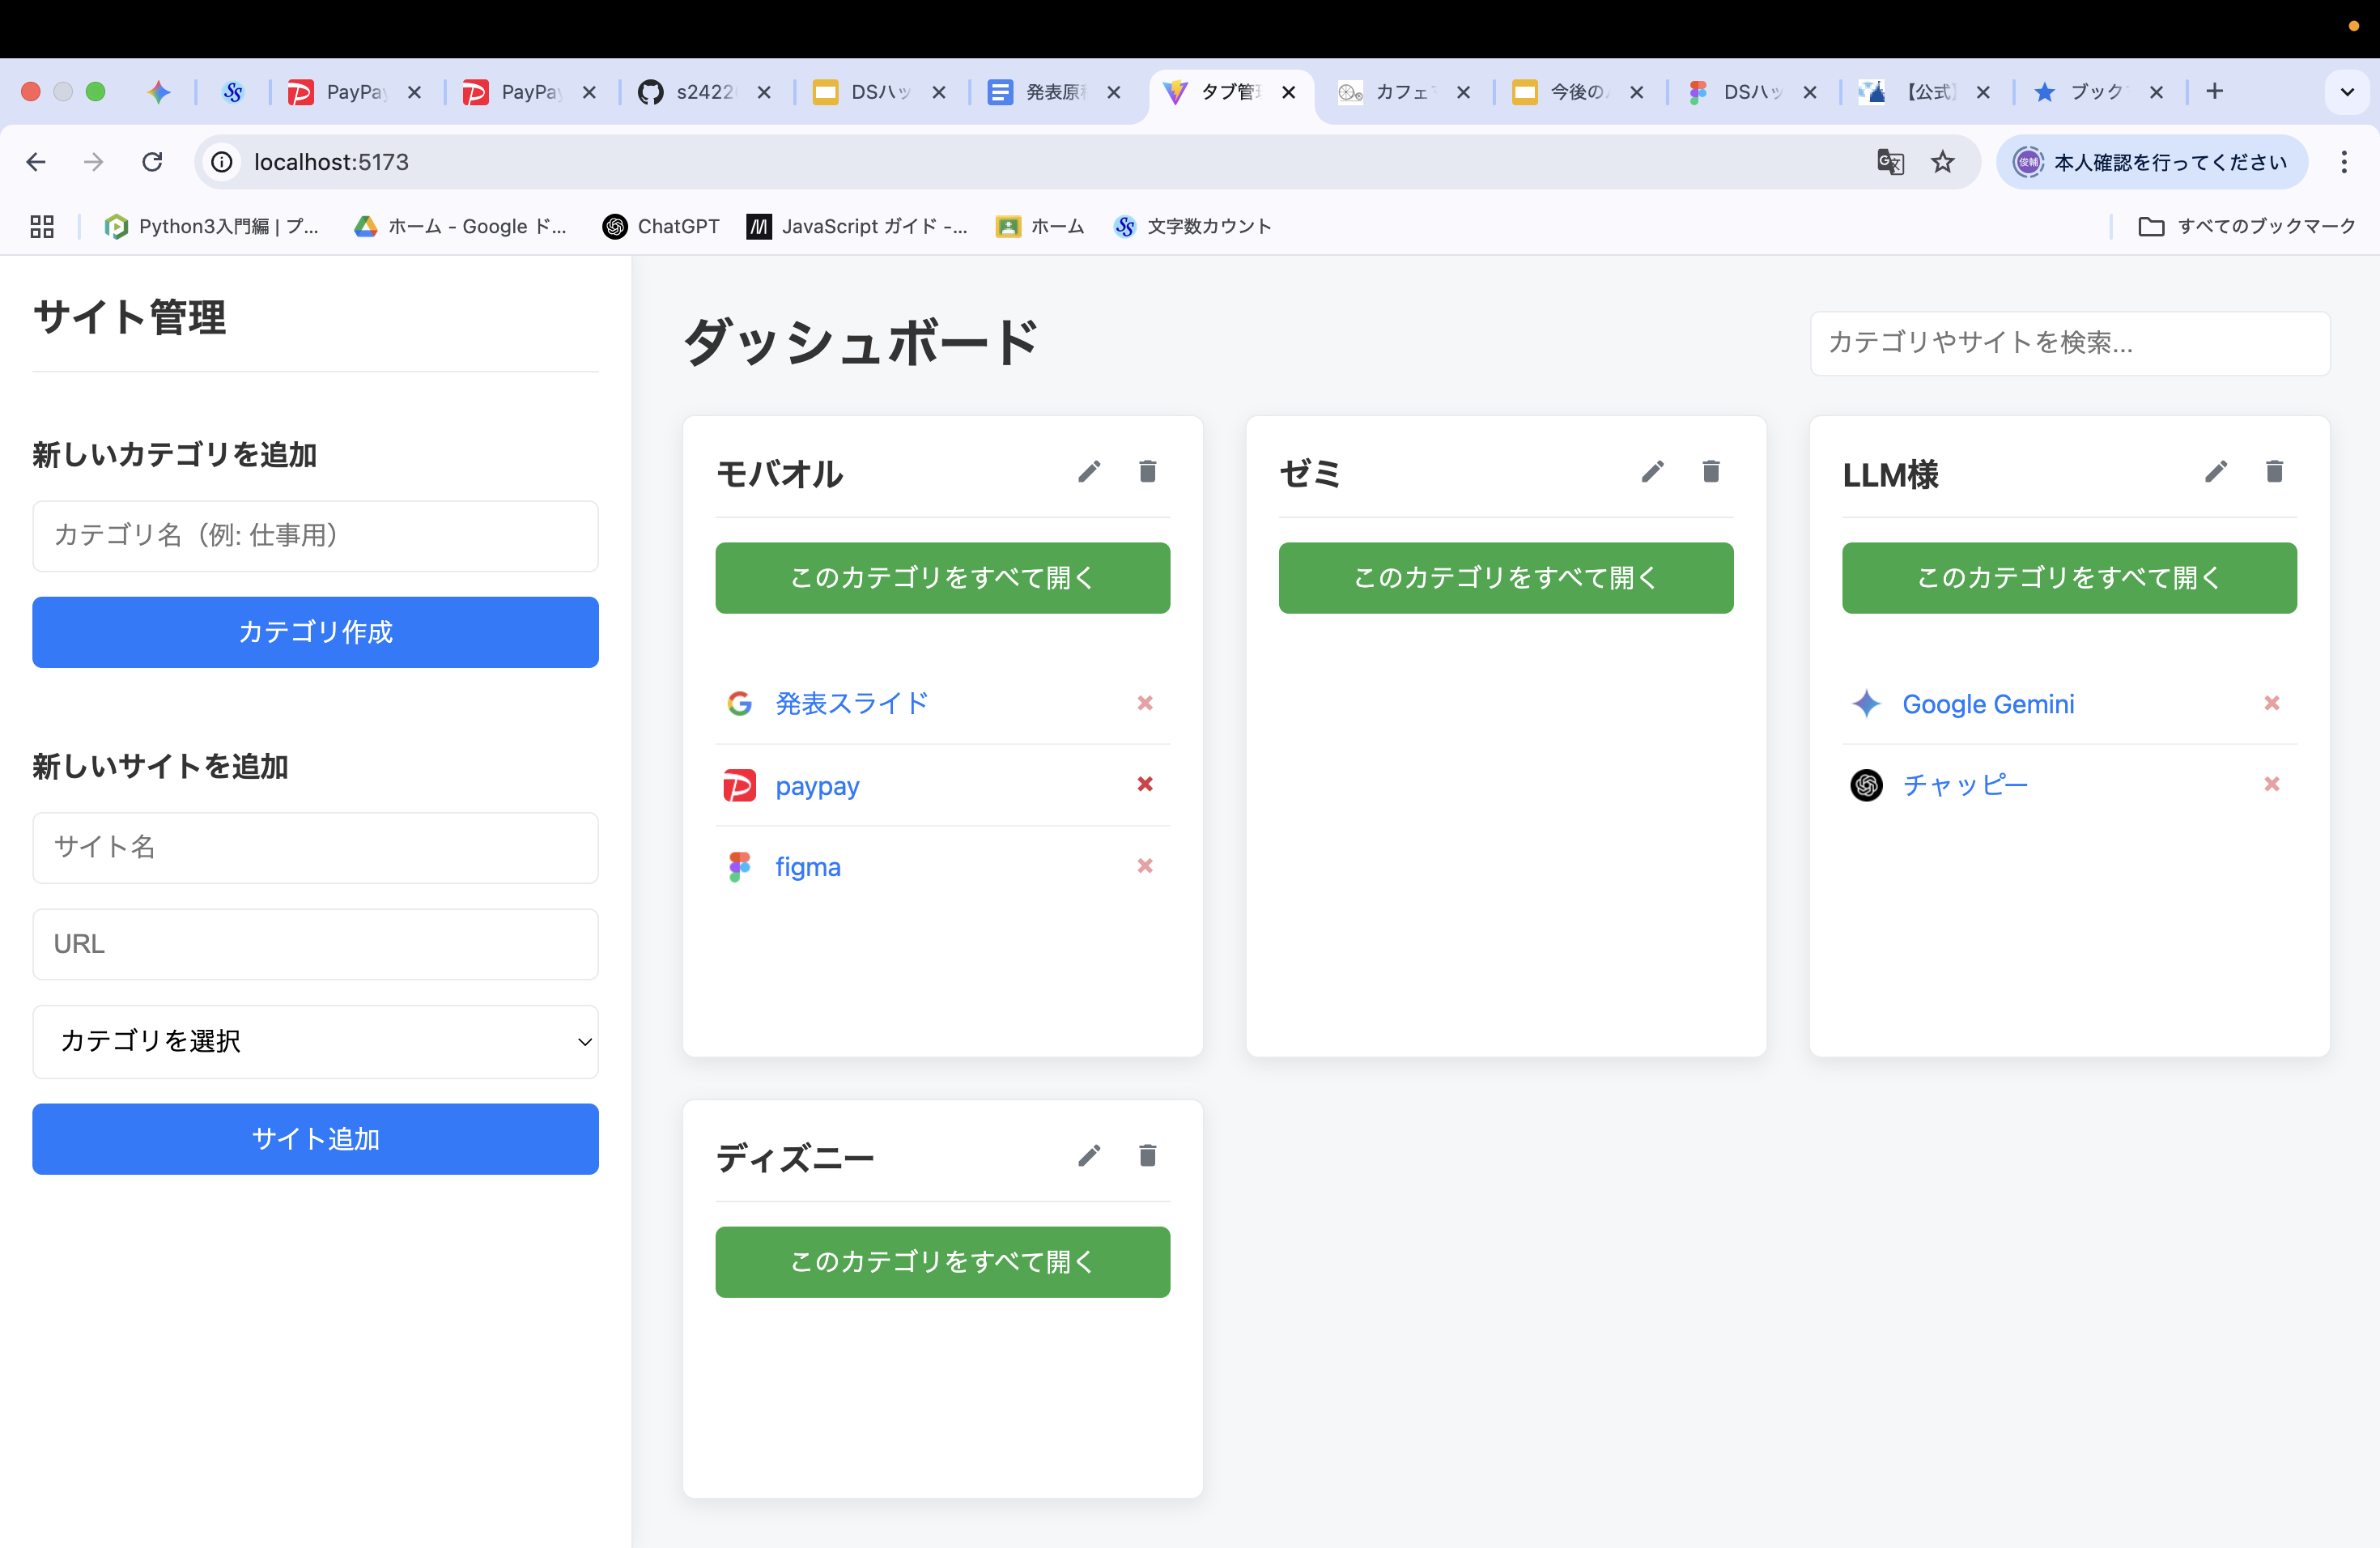 PayPa
PayPa
s2422
DSハッ
発表原
タブ管
カフェ
今後の
DSハッ
【公式】
ブック
localhost:5173
本人確認を行ってください
Python3入門編 | プ...
ホーム - Google ド...
ChatGPT
JavaScript ガイド -...
ホーム
文字数カウント
すべてのブックマーク
サイト管理
新しいカテゴリを追加
カテゴリ名（例: 仕事用）
カテゴリ作成
新しいサイトを追加
サイト名
URL
カテゴリを選択
サイト追加
ダッシュボード
カテゴリやサイトを検索...
モバオル
このカテゴリをすべて開く
発表スライド
paypay
figma
ゼミ
このカテゴリをすべて開く
LLM様
このカテゴリをすべて開く
Google Gemini
チャッピー
ディズニー
このカテゴリをすべて開く